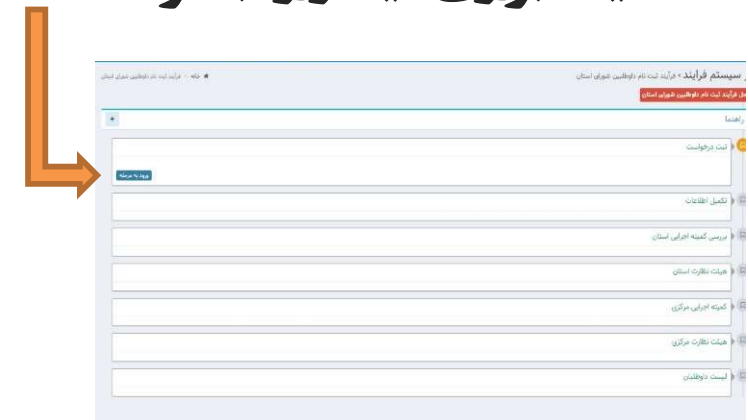 سیستم فرایند > فرآیند ثبت نام داوطلبین شورای استان
خانه > فرآیند ثبت نام داوطلبین شورای استان
فرآیند ثبت نام داوطلبین شورای استان
راهنما
+
ثبت درخواست
ورود به مرحله
تکمیل اطلاعات
بررسی کمیته اجرایی استان
هیئت نظارت استان
کمیته اجرایی مرکزی
هیئت نظارت مرکزی
لیست داوطلبان